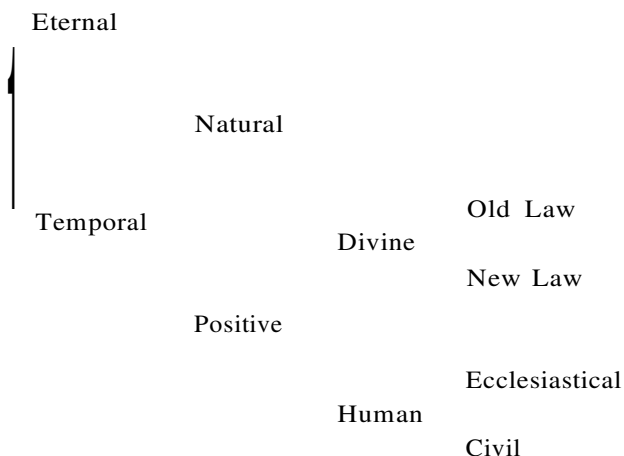 Eternal
Natural
Temporal
Old Law
Divine
New Law
Positive
Ecclesiastical
Human
Civil